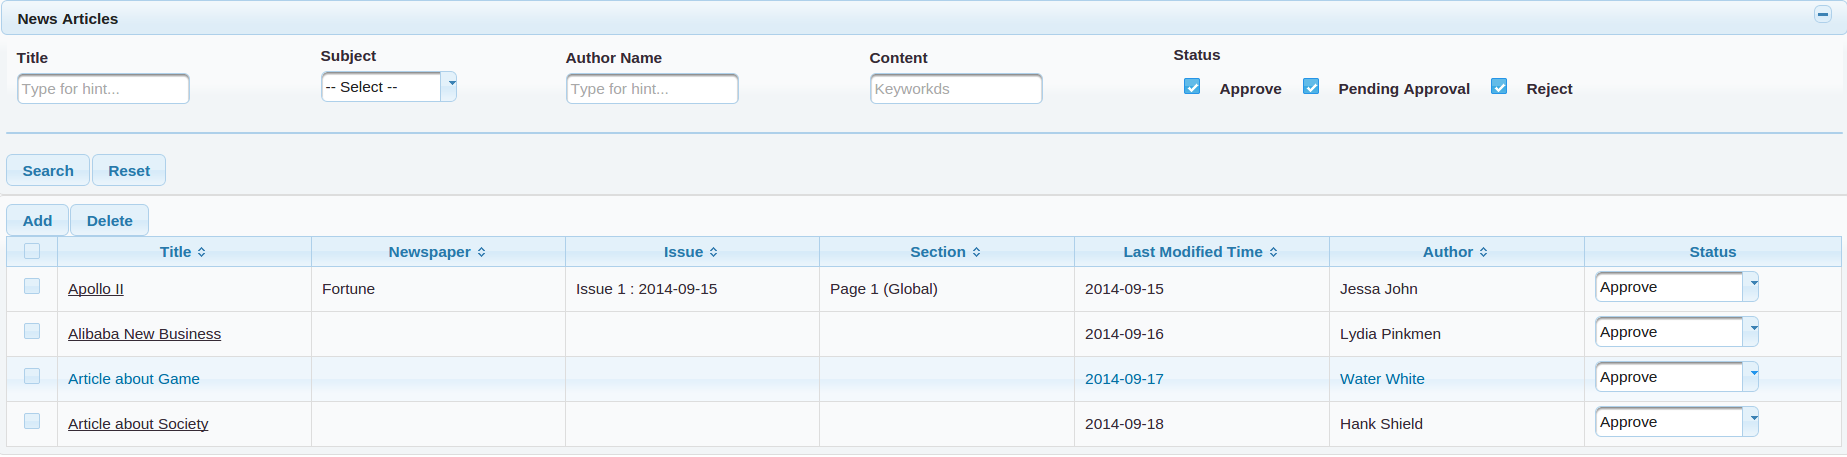 News Articles
Title Subject Author Name Content Status
Type for hint... -- Select -- Type for hint... Keyworkds Approve Pending Approval Reject
Search Reset
Add Delete
Title Newspaper Issue Section Last Modified Time Author Status
Apollo II Fortune Issue 1 : 2014-09-15 Page 1 (Global) 2014-09-15 Jessa John Approve
Alibaba New Business 2014-09-16 Lydia Pinkmen Approve
Article about Game 2014-09-17 Water White Approve
Article about Society 2014-09-18 Hank Shield Approve